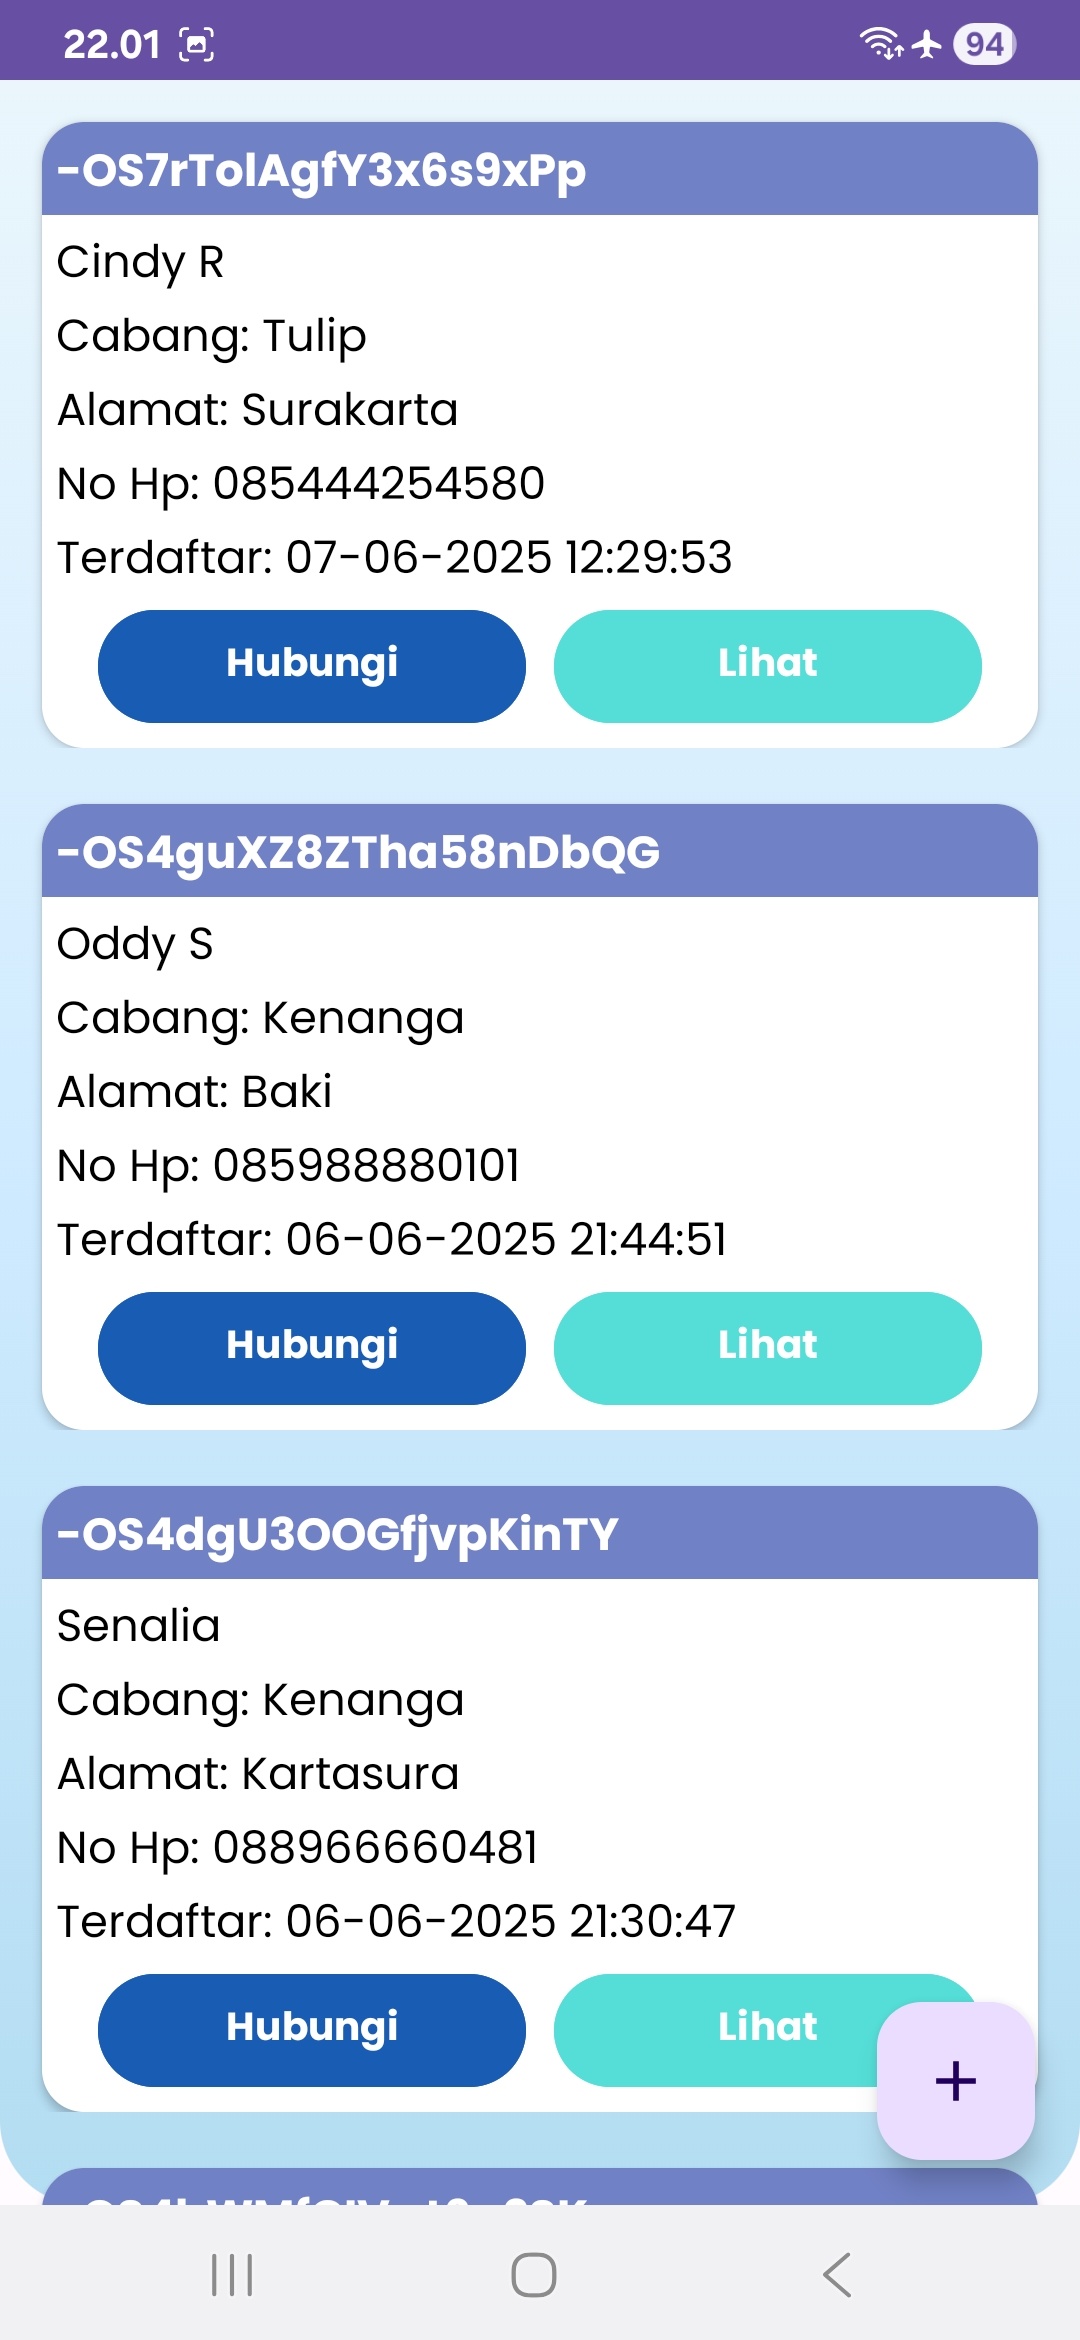 22.01
94
-OS7rTolAgfY3x6s9xPp
Cindy R
Cabang: Tulip
Alamat: Surakarta
No Hp: 085444254580
Terdaftar: 07-06-2025 12:29:53
Hubungi Lihat
-OS4guXZ8ZTha58nDbQG
Oddy S
Cabang: Kenanga
Alamat: Baki
No Hp: 085988880101
Terdaftar: 06-06-2025 21:44:51
Hubungi Lihat
-OS4dgU3OOGfjvpKinTY
Senalia
Cabang: Kenanga
Alamat: Kartasura
No Hp: 088966660481
Terdaftar: 06-06-2025 21:30:47
Hubungi Lihat
+